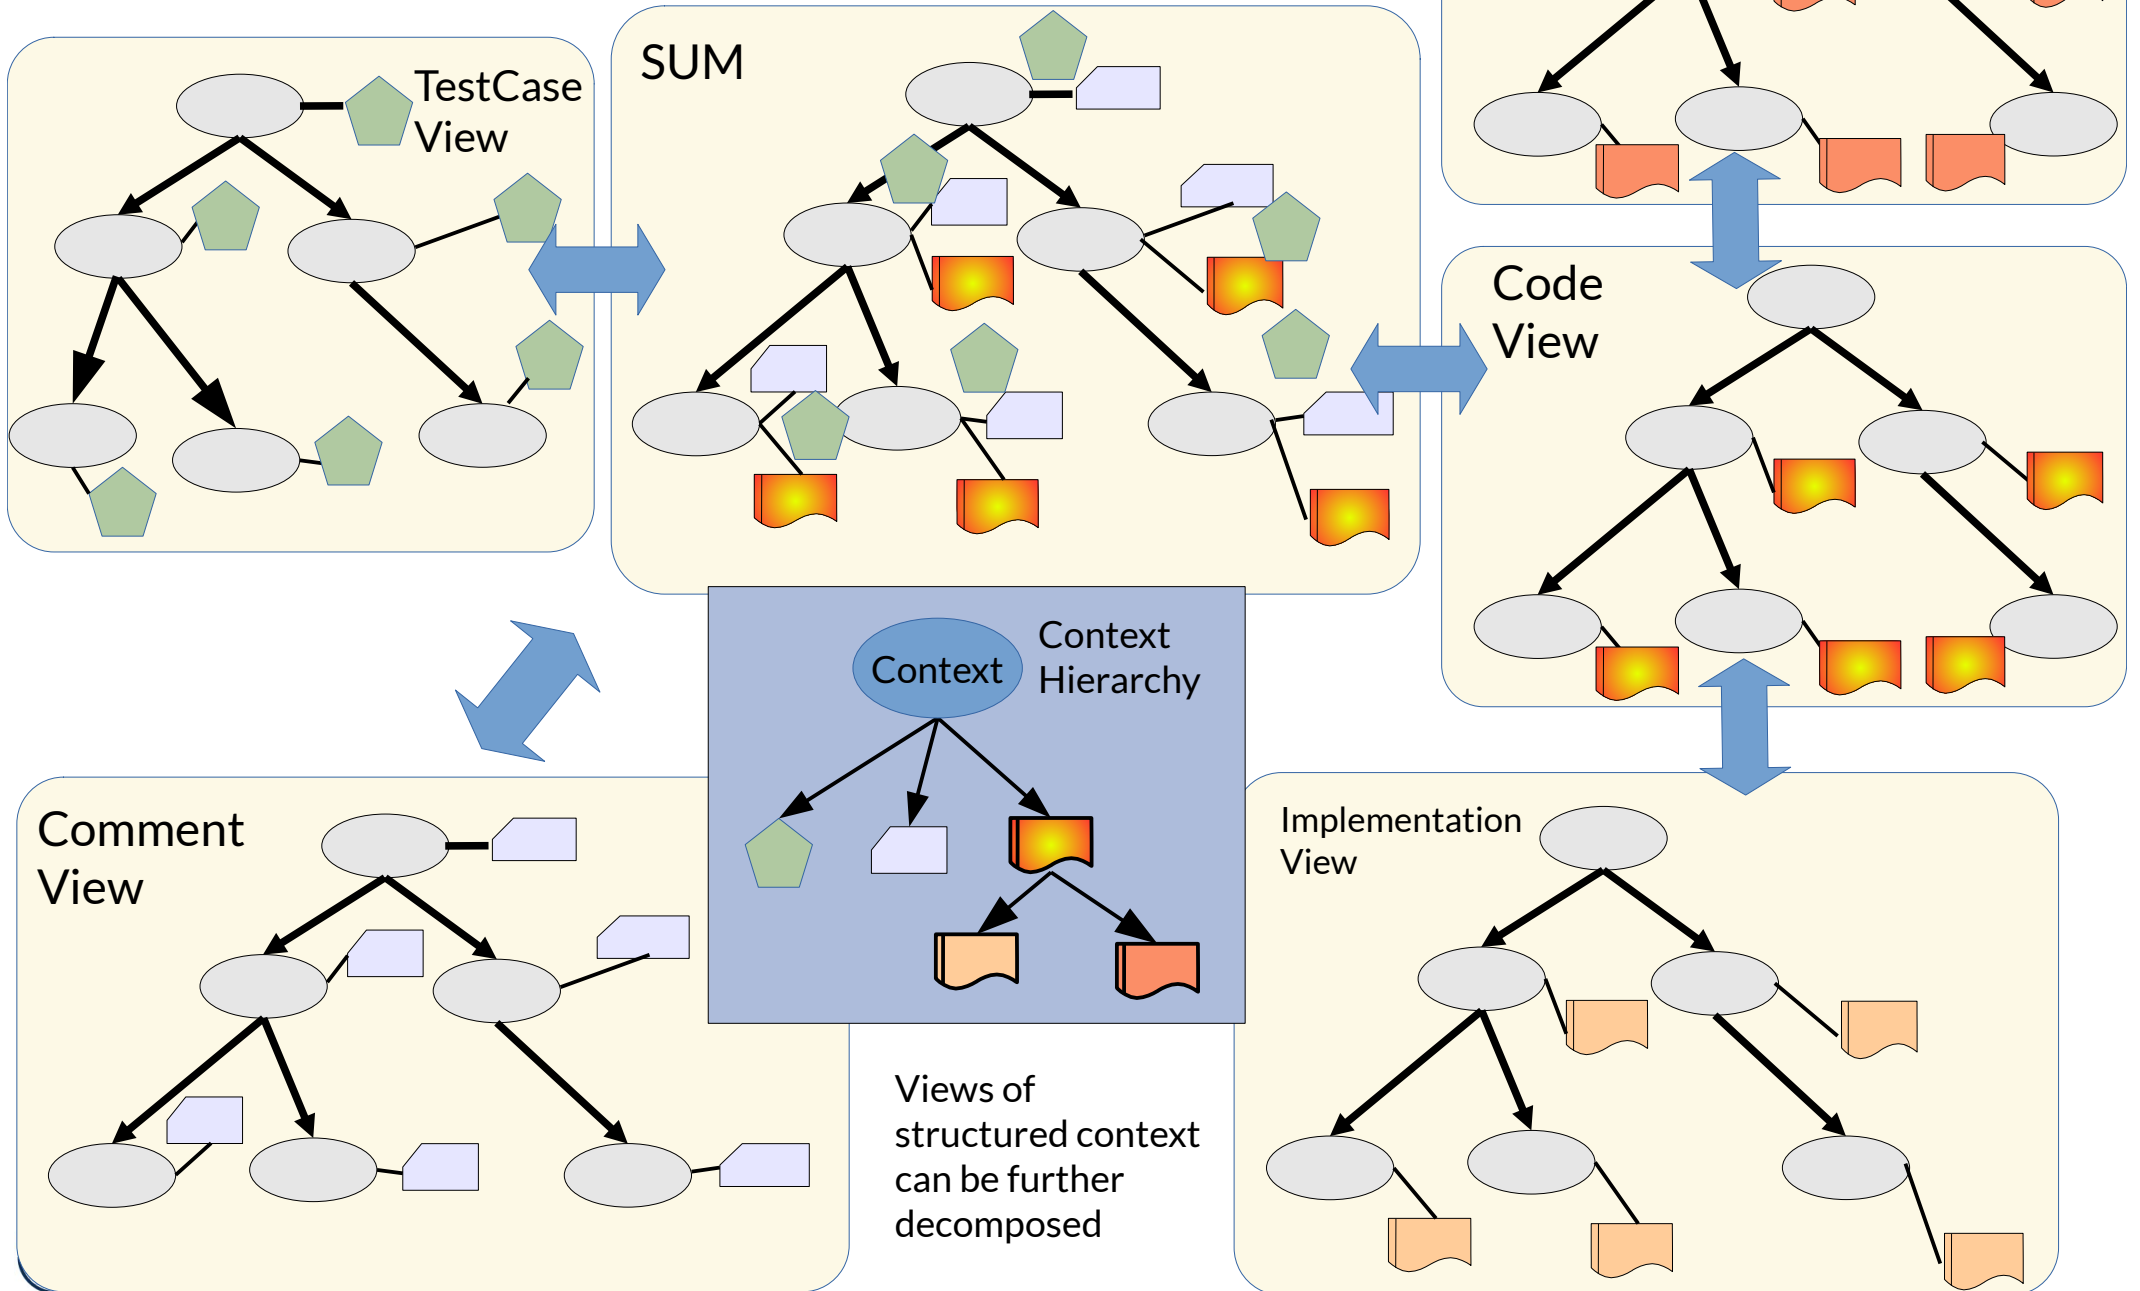 TestCase
View
SUM
Code
View
Context
Context
Hierarchy
Comment
View
Implementation
View
Views of
structured context
can be further
decomposed